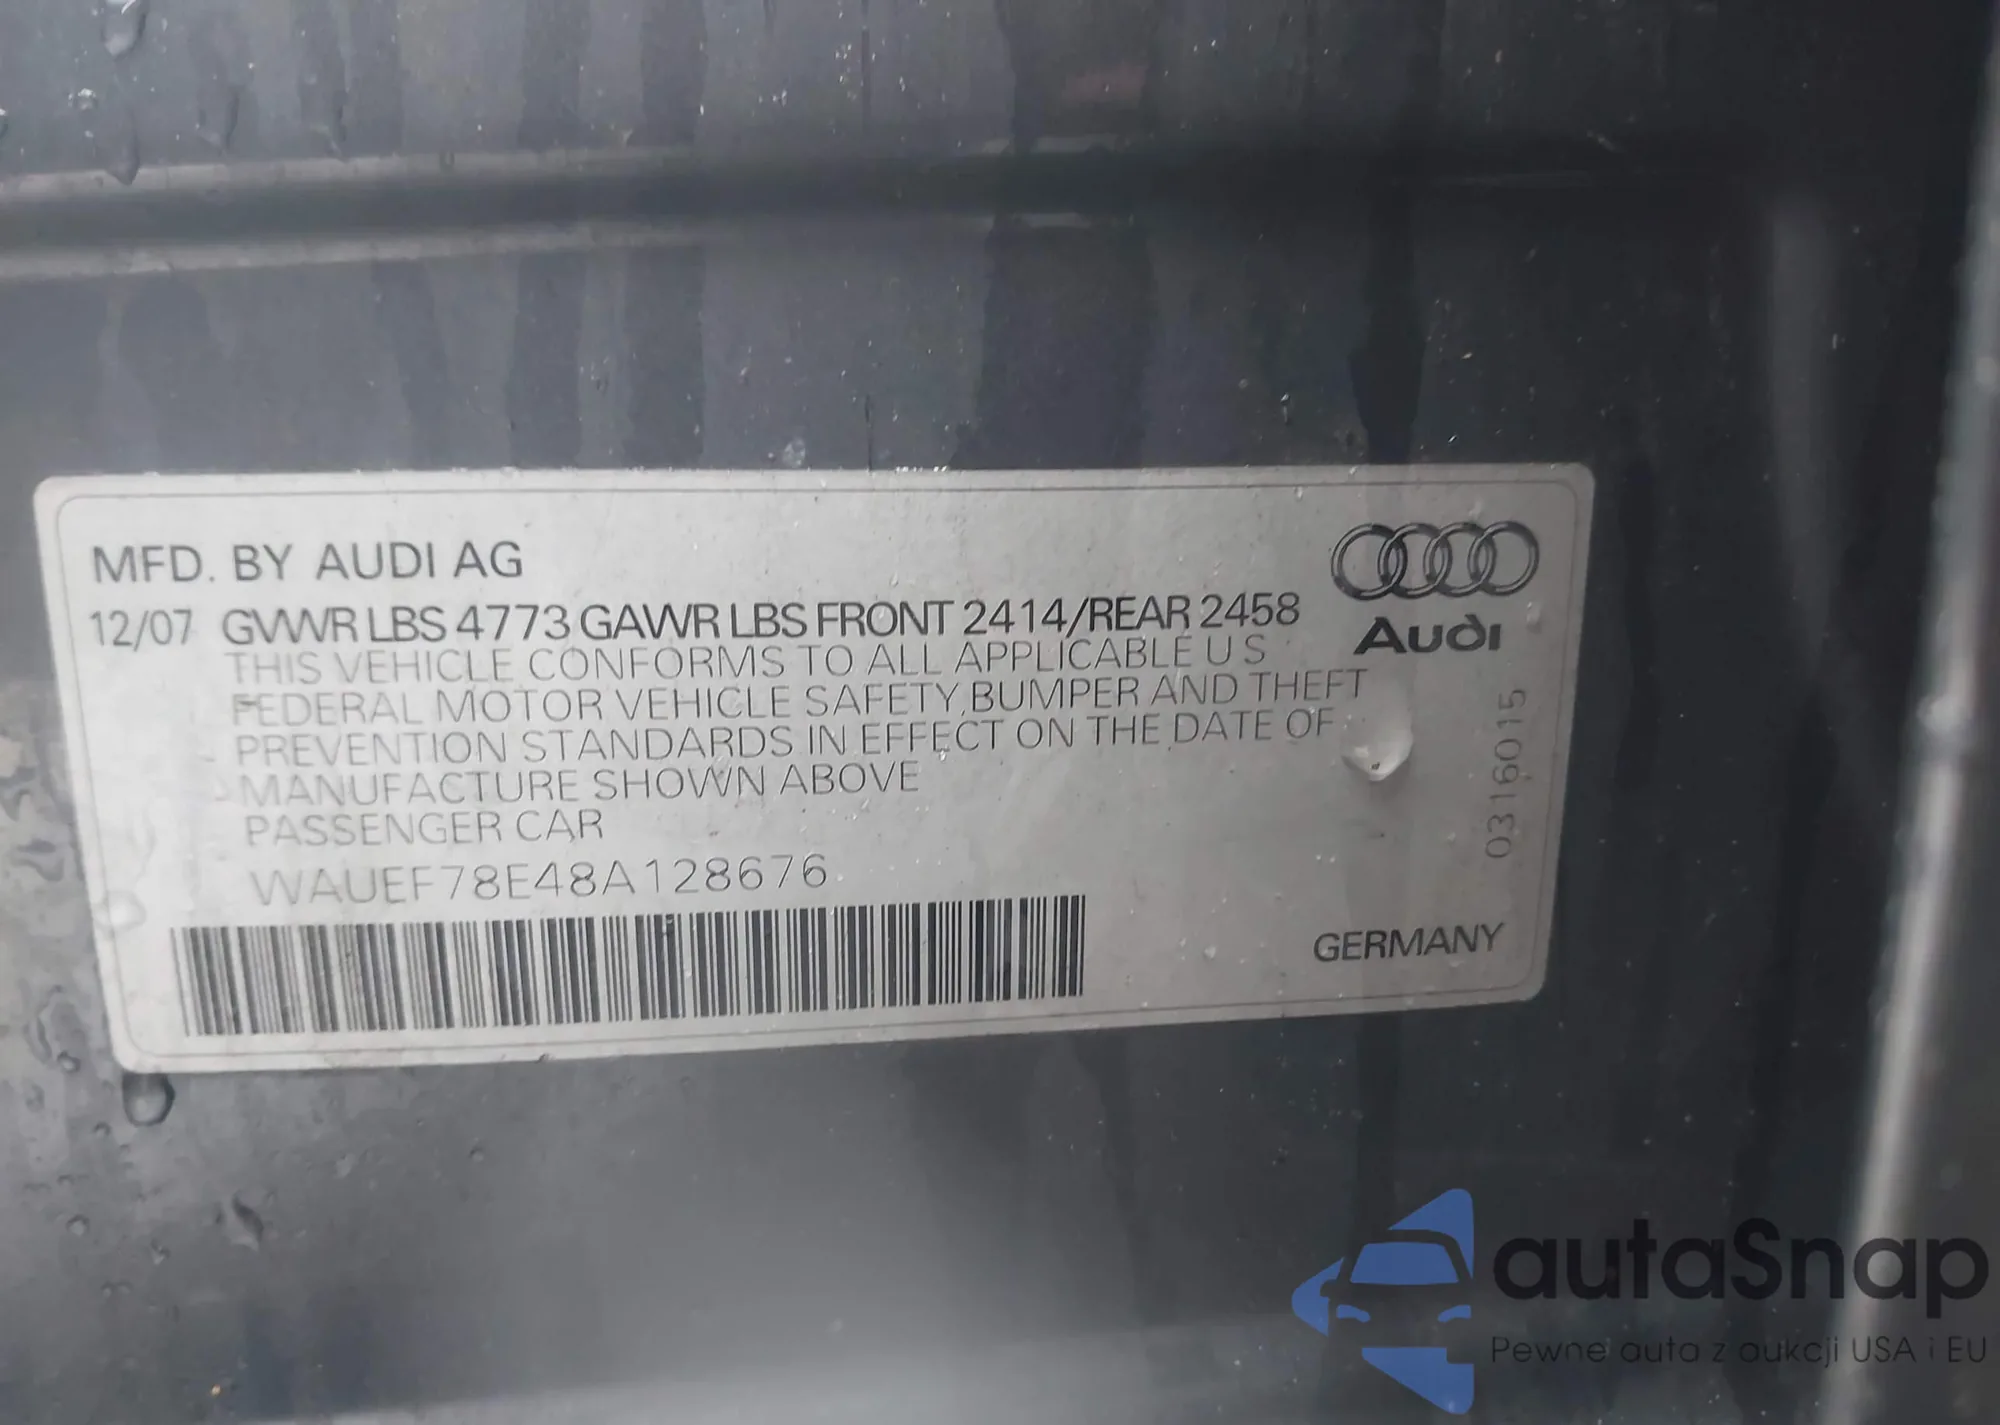 MFD. BY AUDI AG
12/07 GVWR LBS 4773 GAWR LBS FRONT 2414/REAR 2458
THIS VEHICLE CONFORMS TO ALL APPLICABLE U S
FEDERAL MOTOR VEHICLE SAFETY, BUMPER AND THEFT
PREVENTION STANDARDS IN EFFECT ON THE DATE OF
MANUFACTURE SHOWN ABOVE
PASSENGER CAR
WAUEF78E48A128676
Audi
03160015
GERMANY
autaSnap
Pewne auta z aukcji USA i EU